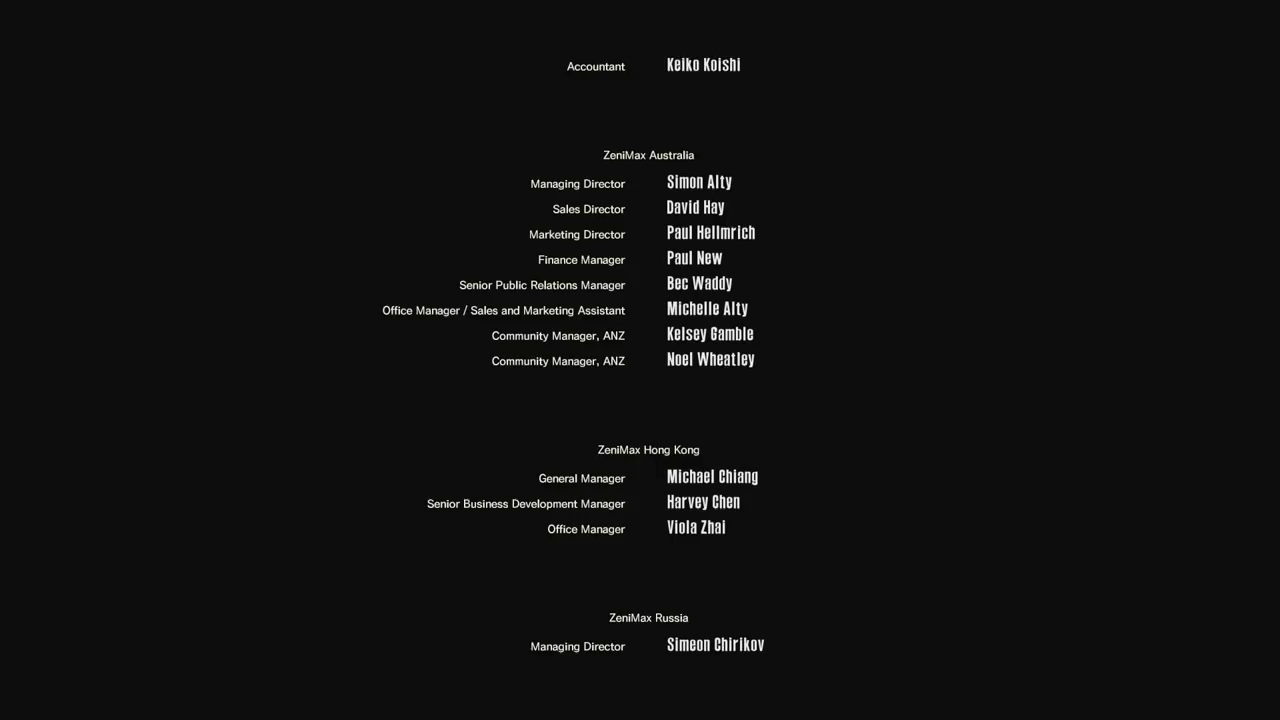 Accountant Keiko Koishi
ZeniMax Australia
Managing Director Simon Alty
Sales Director David Hay
Marketing Director Paul Hellmrich
Finance Manager Paul New
Senior Public Relations Manager Bec Waddy
Office Manager / Sales and Marketing Assistant Michelle Alty
Community Manager, ANZ Kelsey Gamble
Community Manager, ANZ Noel Wheatley
ZeniMax Hong Kong
General Manager Michael Chiang
Senior Business Development Manager Harvey Chen
Office Manager Viola Zhai
ZeniMax Russia
Managing Director Simeon Chirikov